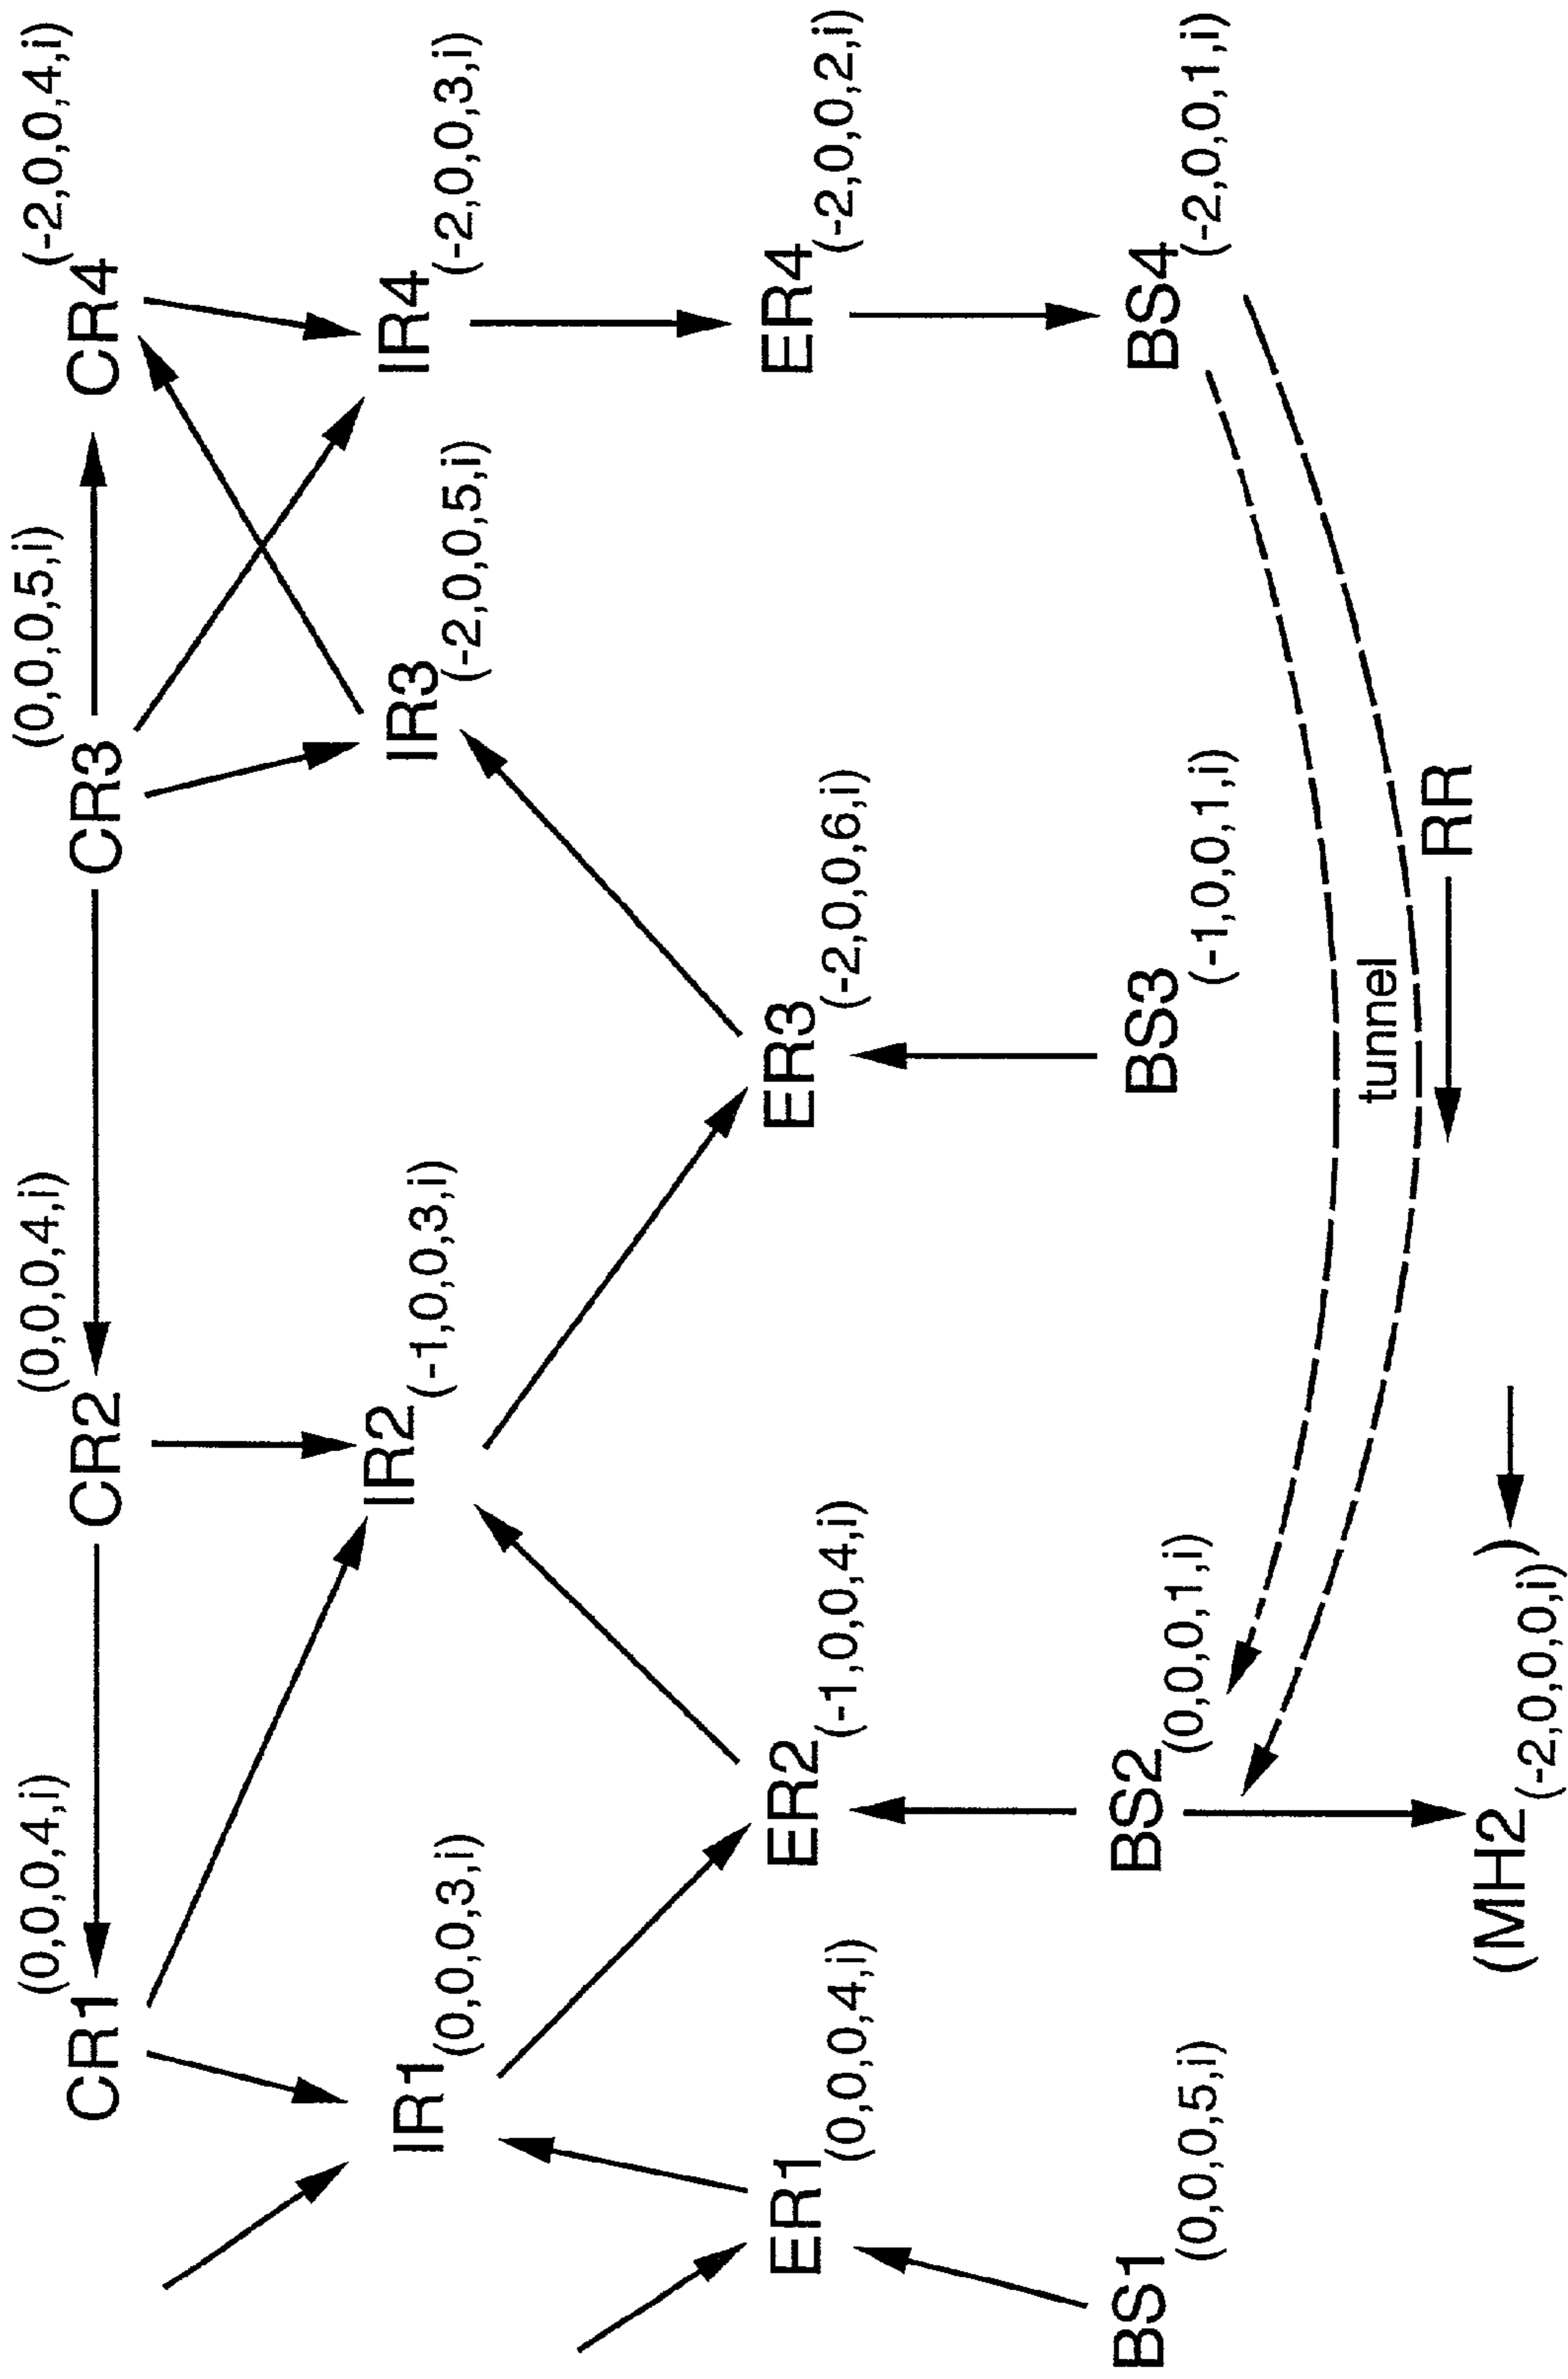 CR1
(0,0,0,4,i)
CR2
(0,0,0,4,i)
CR3
(0,0,0,5,i)
CR4
(-2,0,0,4,i)
IR1
(0,0,0,3,i)
IR2
(-1,0,0,3,i)
IR3
(-2,0,0,5,i)
IR4
(-2,0,0,3,i)
ER1
(0,0,0,4,i)
ER2
(-1,0,0,4,i)
ER3
(-2,0,0,6,i)
ER4
(-2,0,0,2,i)
BS1
(0,0,0,5,i)
BS2
(0,0,0,1,i)
BS3
(-1,0,0,1,i)
BS4
(-2,0,0,1,i)
tunnel
RR
(MH2 (-2,0,0,0,i) )